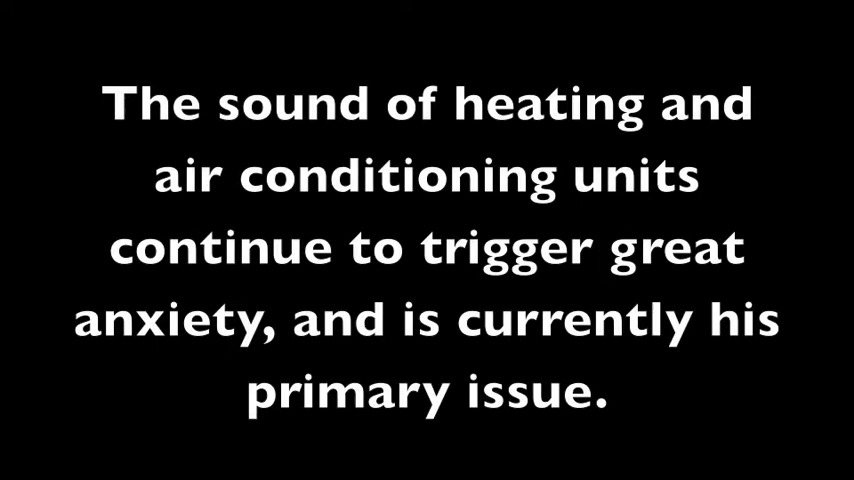 The sound of heating and
air conditioning units
continue to trigger great
anxiety, and is currently his
primary issue.